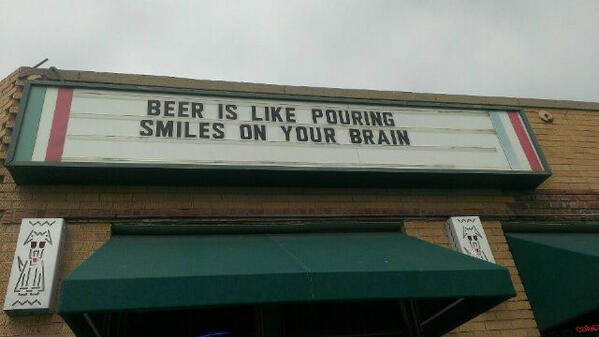 BEER IS LIKE POURING
SMILES ON YOUR BRAIN